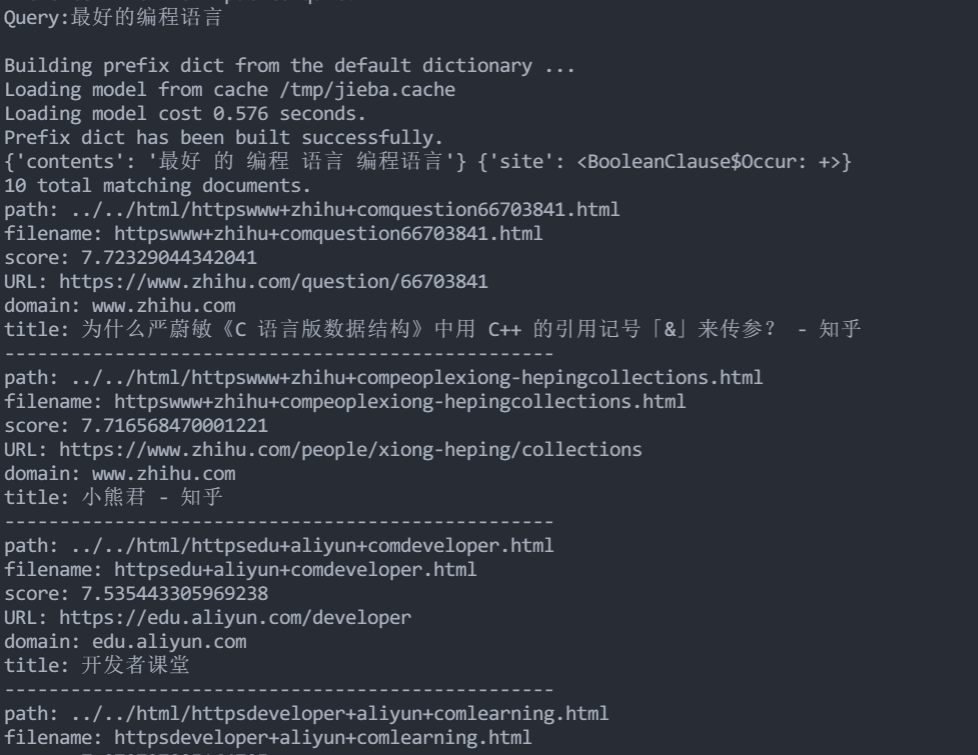 Query:最好的编程语言
Building prefix dict from the default dictionary ...
Loading model from cache /tmp/jieba.cache
Loading model cost 0.576 seconds.
Prefix dict has been built successfully.
{'contents': '最好 的 编程 语言 编程语言'} {'site': <BooleanClause$Occur: +>}
10 total matching documents.
path: ../../html/httpswww+zhihu+comquestion66703841.html
filename: httpswww+zhihu+comquestion66703841.html
score: 7.72329044342041
URL: https://www.zhihu.com/question/66703841
domain: www.zhihu.com
title: 为什么严蔚敏《C 语言版数据结构》中用 C++ 的引用记号「&」来传参? - 知乎
--------------------------------------------------
path: ../../html/httpswww+zhihu+compeoplexiong-hepingcollections.html
filename: httpswww+zhihu+compeoplexiong-hepingcollections.html
score: 7.716568470001221
URL: https://www.zhihu.com/people/xiong-heping/collections
domain: www.zhihu.com
title: 小熊君 - 知乎
--------------------------------------------------
path: ../../html/httpsedu+aliyun+comdeveloper.html
filename: httpsedu+aliyun+comdeveloper.html
score: 7.535443305969238
URL: https://edu.aliyun.com/developer
domain: edu.aliyun.com
title: 开发者课堂
--------------------------------------------------
path: ../../html/httpsdeveloper+aliyun+comlearning.html
filename: httpsdeveloper+aliyun+comlearning.html